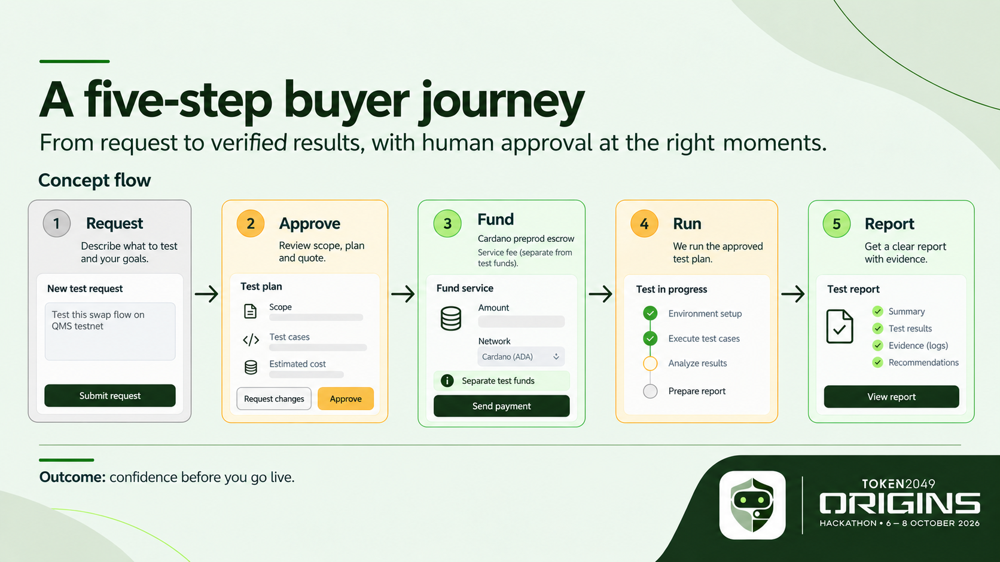 A five-step buyer journey
From request to verified results, with human approval at the right moments.
Concept flow
1
Request
Describe what to test
and your goals.
New test request
Test this swap flow on
QMS testnet
Submit request
2
Approve
Review scope, plan
and quote.
Test plan
Scope
Test cases
Estimated cost
Request changes
Approve
3
Fund
Cardano preprod escrow
Service fee (separate from
test funds).
Fund service
Amount
Network
Cardano (ADA)
Separate test funds
Send payment
4
Run
We run the approved
test plan.
Test in progress
Environment setup
Execute test cases
Analyze results
Prepare report
5
Report
Get a clear report
with evidence.
Test report
Summary
Test results
Evidence (logs)
Recommendations
View report
Outcome: confidence before you go live.
TOKEN2049
ORIGINS
HACKATHON • 6 – 8 OCTOBER 2026